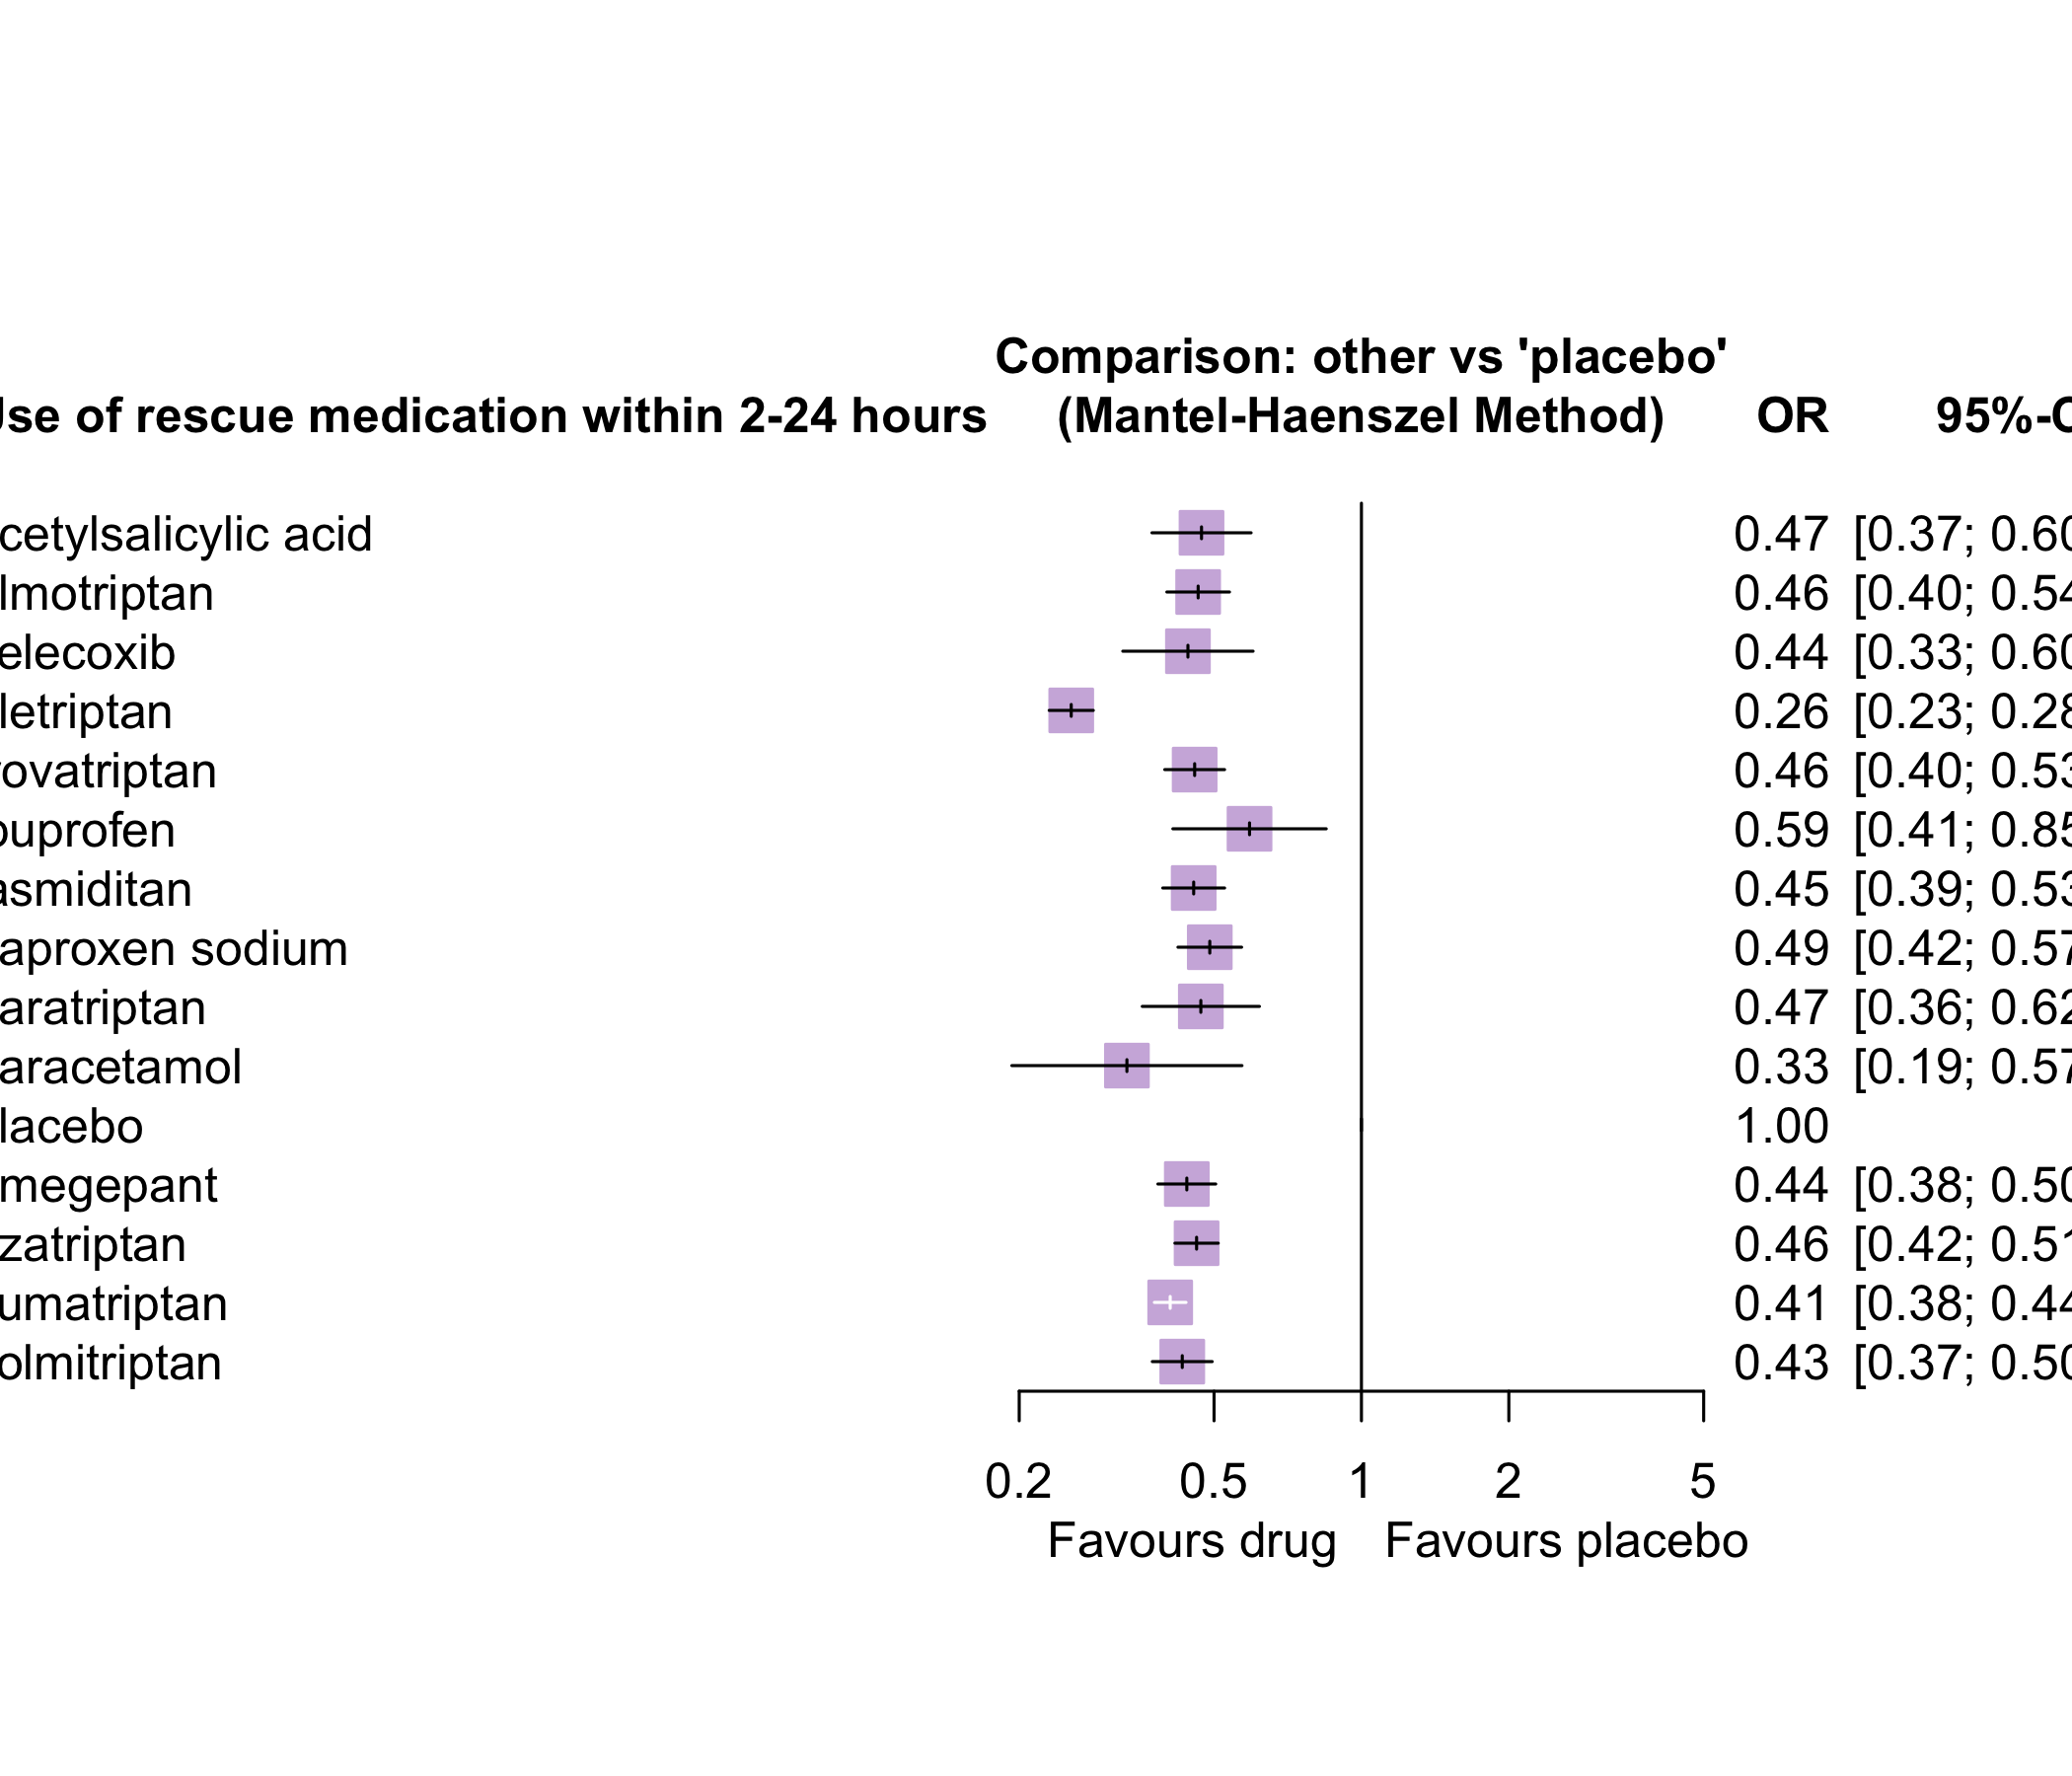 Comparison: other vs 'placebo'
Use of rescue medication within 2-24 hours (Mantel-Haenszel Method) OR 95%-C
cetylsalicylic acid 0.47 [0.37; 0.60
lmotriptan 0.46 [0.40; 0.54
elecoxib 0.44 [0.33; 0.60
letriptan 0.26 [0.23; 0.28
rovatriptan 0.46 [0.40; 0.53
buprofen 0.59 [0.41; 0.85
asmiditan 0.45 [0.39; 0.53
aproxen sodium 0.49 [0.42; 0.57
aratriptan 0.47 [0.36; 0.62
aracetamol 0.33 [0.19; 0.57
lacebo 1.00
megepant 0.44 [0.38; 0.50
zatriptan 0.46 [0.42; 0.51
umatriptan 0.41 [0.38; 0.44
olmitriptan 0.43 [0.37; 0.50
0.2 0.5 1 2 5
Favours drug Favours placebo